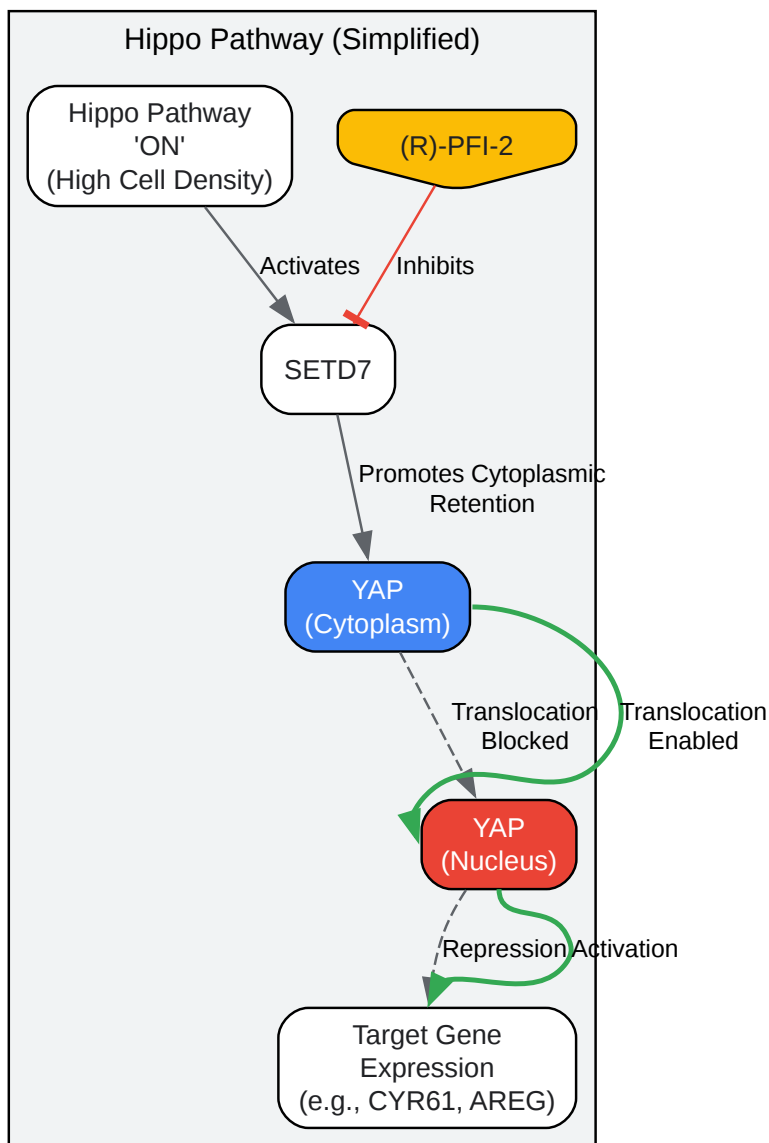 Hippo Pathway (Simplified)
Hippo Pathway
'ON'
(High Cell Density)
(R)-PFI-2
Activates
Inhibits
SETD7
Promotes Cytoplasmic
Retention
YAP
(Cytoplasm)
Translocation
Blocked
Translocation
Enabled
YAP
(Nucleus)
Repression
Activation
Target Gene
Expression
(e.g., CYR61, AREG)